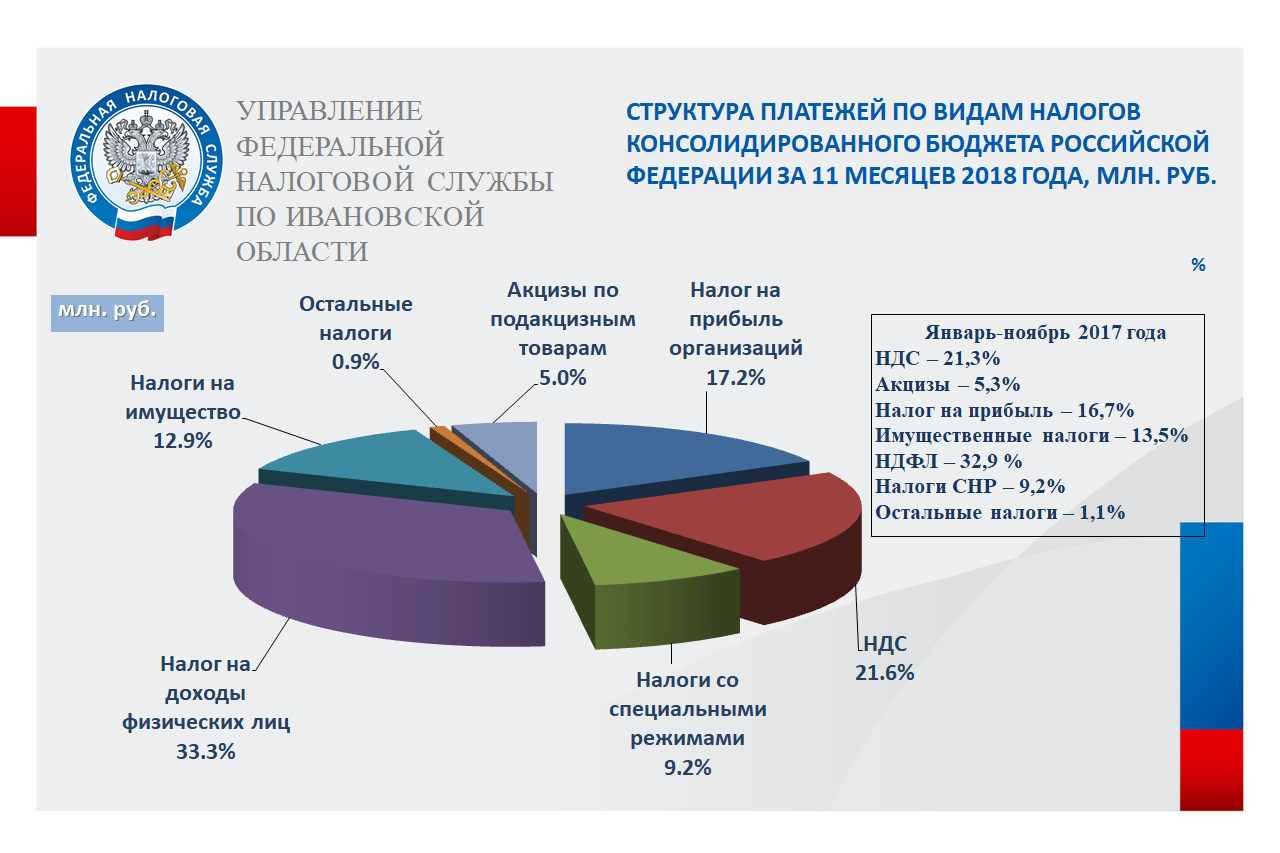 ФЕДЕРАЛЬНАЯ НАЛОГОВАЯ СЛУЖБА
УПРАВЛЕНИЕ
ФЕДЕРАЛЬНОЙ
НАЛОГОВОЙ СЛУЖБЫ
ПО ИВАНОВСКОЙ
ОБЛАСТИ
СТРУКТУРА ПЛАТЕЖЕЙ ПО ВИДАМ НАЛОГОВ
КОНСОЛИДИРОВАННОГО БЮДЖЕТА РОССИЙСКОЙ
ФЕДЕРАЦИИ ЗА 11 МЕСЯЦЕВ 2018 ГОДА, МЛН. РУБ.
%
млн. руб.
Остальные
налоги
0.9%
Акцизы по
подакцизным
товарам
5.0%
Налог на
прибыль
организаций
17.2%
Налоги на
имущество
12.9%
Январь-ноябрь 2017 года
НДС – 21,3%
Акцизы – 5,3%
Налог на прибыль – 16,7%
Имущественные налоги – 13,5%
НДФЛ – 32,9 %
Налоги СНР – 9,2%
Остальные налоги – 1,1%
НДС
21.6%
Налог на
доходы
физических лиц
33.3%
Налоги со
специальными
режимами
9.2%